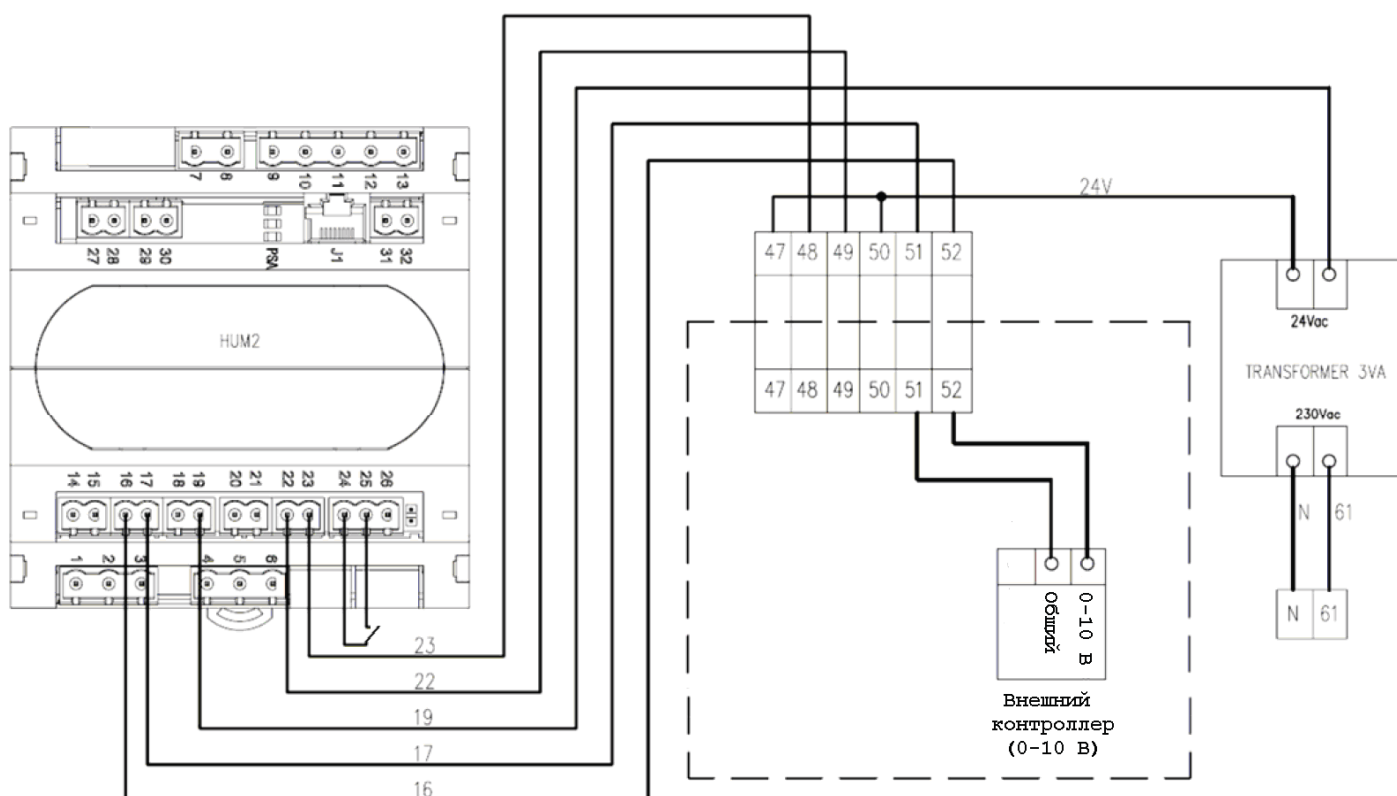 7 8 9 10 11 12 13
24V
27 28 29 30 PSA J1 31 32
47 48 49 50 51 52
24Vac
HUM2
TRANSFORMER 3VA
47 48 49 50 51 52
230Vac
14 15 16 17 18 19 20 21 22 23 24 25 26
N 61
1 2 3 4 5 6
Общий
0-10 В
N 61
23
22
Внешний
контроллер
(0-10 В)
19
17
16